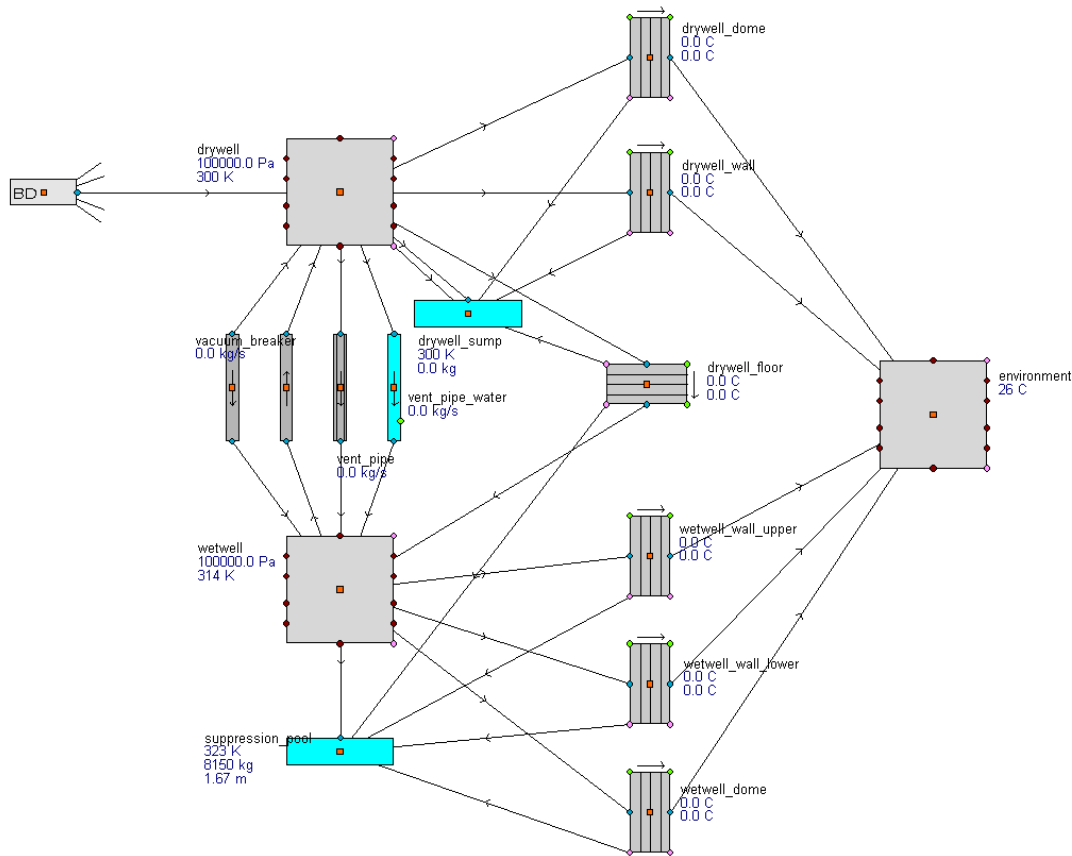 drywell_dome
0.0 C
0.0 C
drywell
100000.0 Pa
300 K
drywell_wall
0.0 C
0.0 C
BD
vacuum_breaker
0.0 kg/s
drywell_sump
300 K
0.0 kg
vent_pipe_water
0.0 kg/s
drywell_floor
0.0 C
0.0 C
environment
26 C
vent_pipe
0.0 kg/s
wetwell
100000.0 Pa
314 K
wetwell_wall_upper
0.0 C
0.0 C
wetwell_wall_lower
0.0 C
0.0 C
suppression_pool
323 K
8150 kg
1.67 m
wetwell_dome
0.0 C
0.0 C